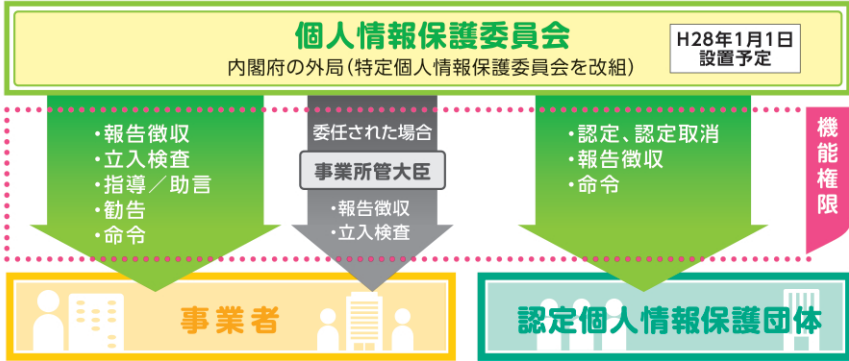 個人情報保護委員会
内閣府の外局（特定個人情報保護委員会を改組）
H28年1月1日
設置予定
・報告徴収
・立入検査
・指導／助言
・勧告
・命令
委任された場合
事業所管大臣
・報告徴収
・立入検査
・認定、認定取消
・報告徴収
・命令
機能権限
事業者
認定個人情報保護団体